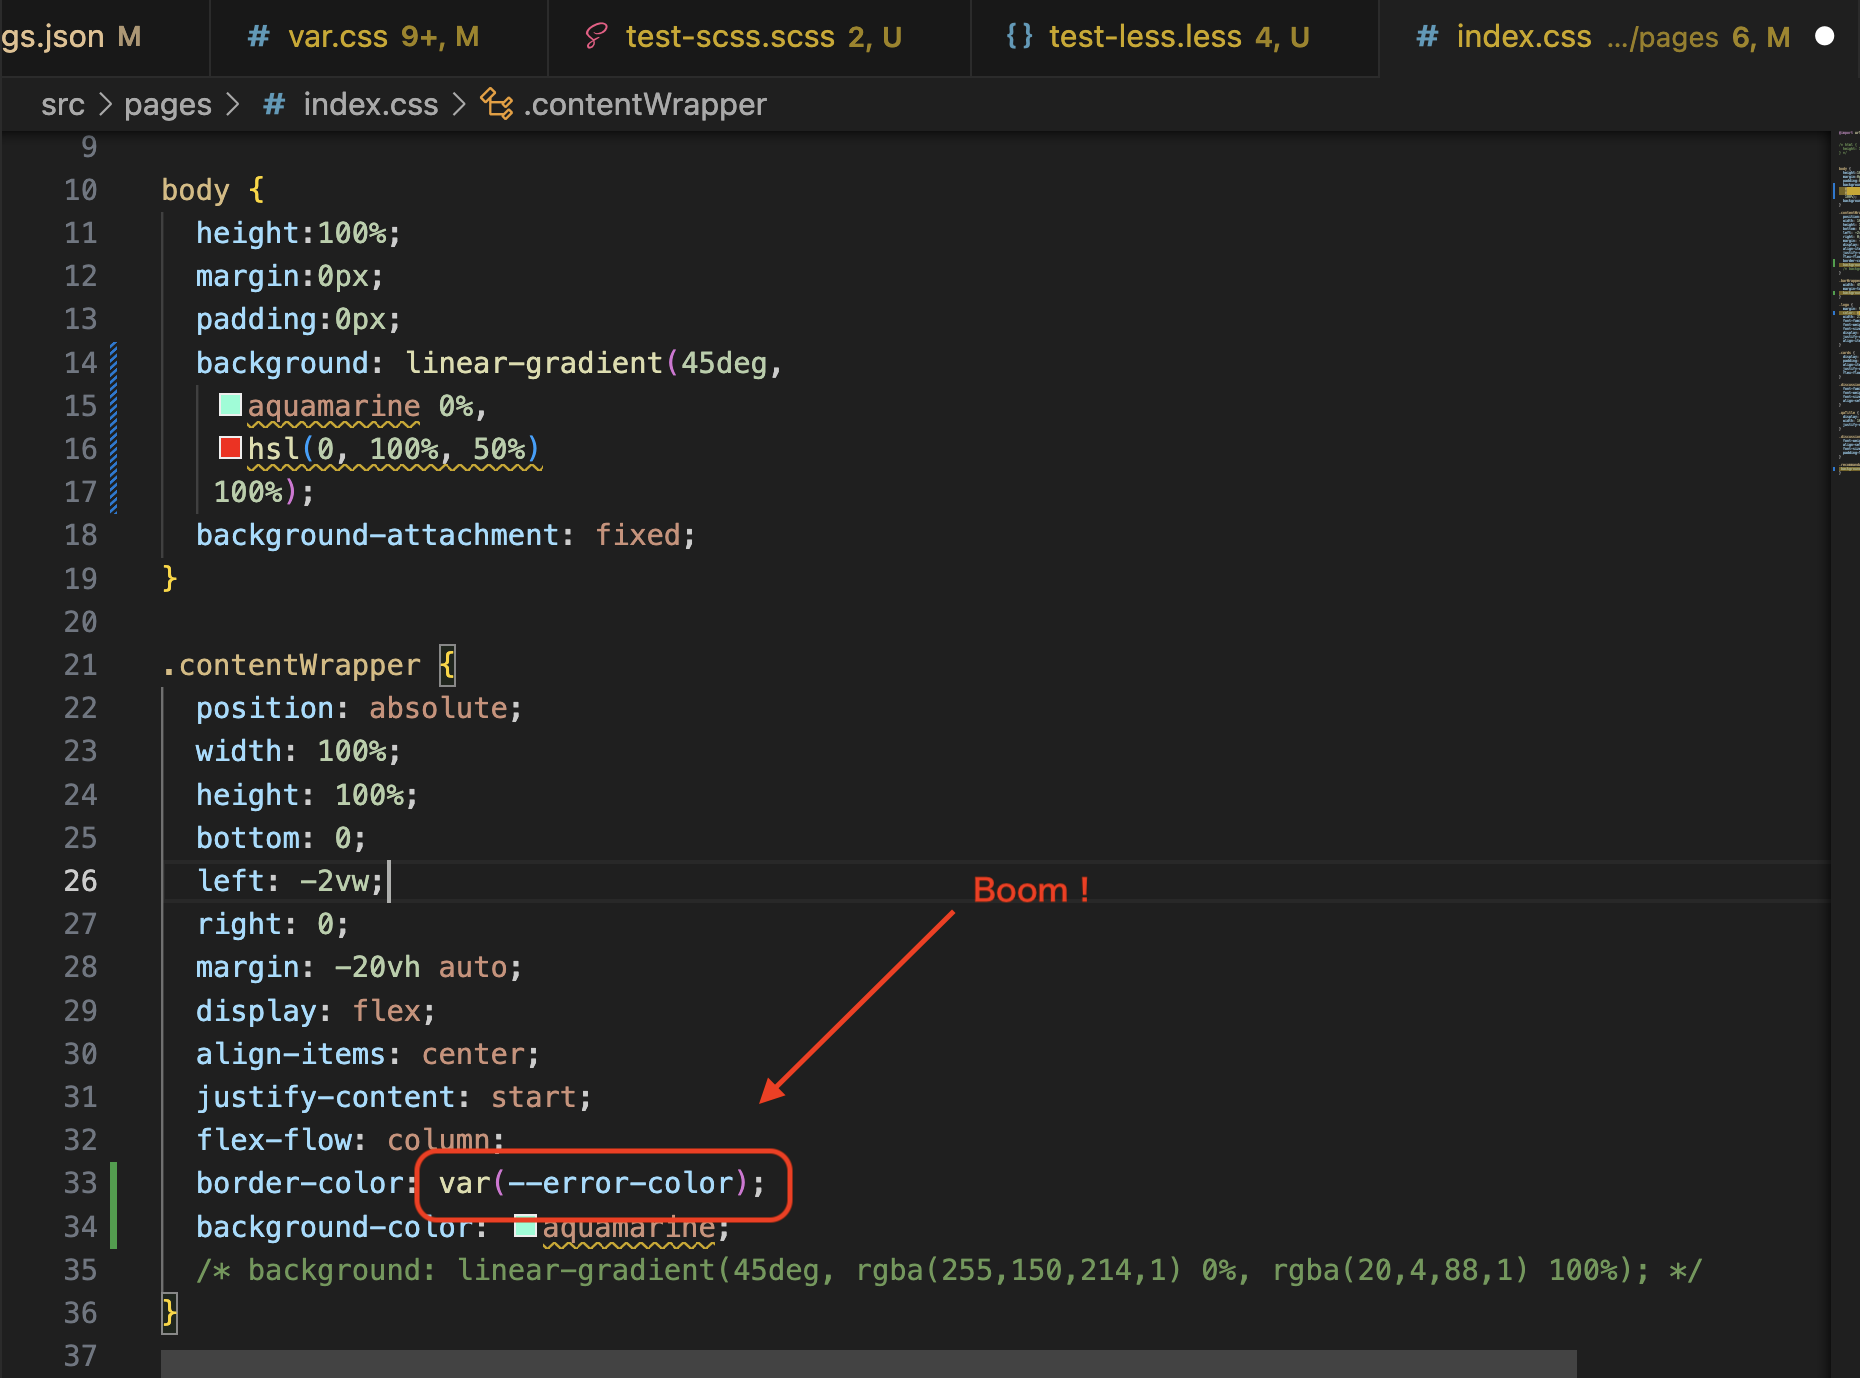 gs.json M
# var.css 9+, M
test-scss.scss 2, U
{} test-less.less 4, U
# index.css .../pages 6, M
src > pages > # index.css > .contentWrapper
9
10 body {
11 height:100%;
12 margin:0px;
13 padding:0px;
14 background: linear-gradient(45deg,
15 aquamarine 0%,
16 hsl(0, 100%, 50%)
17 100%);
18 background-attachment: fixed;
19 }
20
21 .contentWrapper {
22 position: absolute;
23 width: 100%;
24 height: 100%;
25 bottom: 0;
26 left: -2vw;
Boom !
27 right: 0;
28 margin: -20vh auto;
29 display: flex;
30 align-items: center;
31 justify-content: start;
32 flex-flow: column;
33 border-color: var(--error-color);
34 background-color: aquamarine;
35 /* background: linear-gradient(45deg, rgba(255,150,214,1) 0%, rgba(20,4,88,1) 100%); */
36 }
37